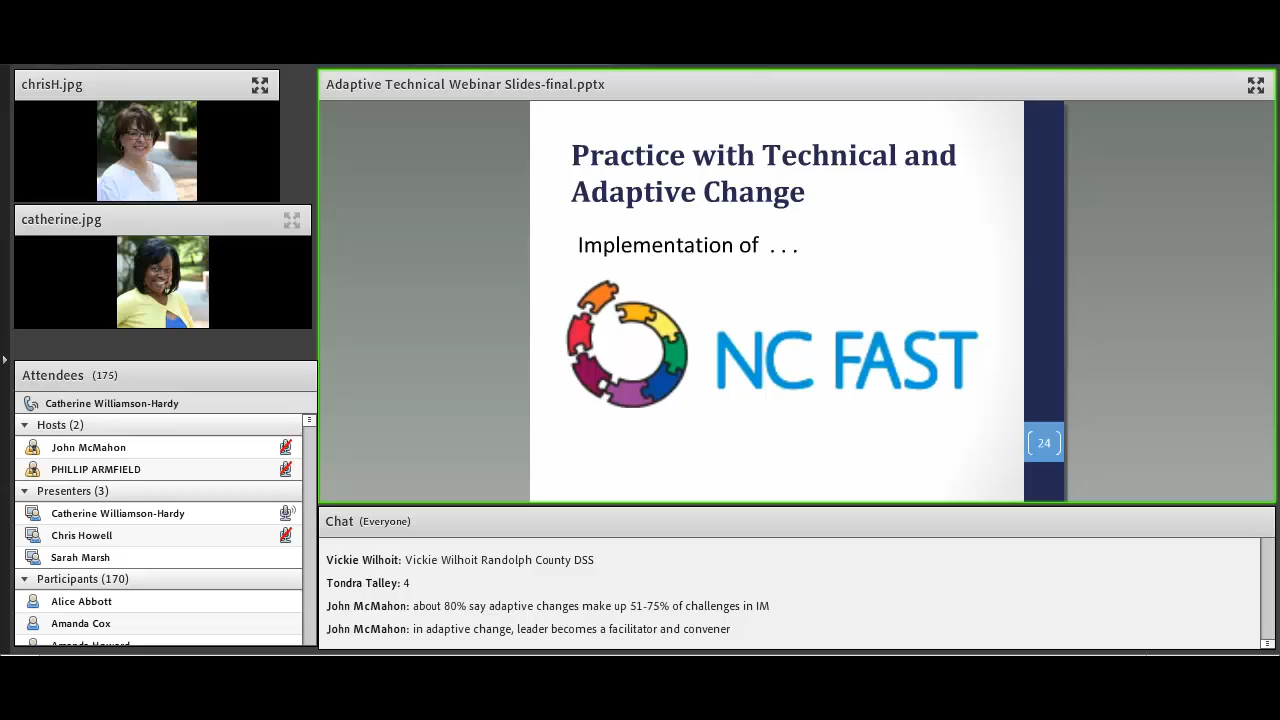 chrisH.jpg
catherine.jpg
Attendees (175)
Catherine Williamson-Hardy
Hosts (2)
John McMahon
PHILLIP ARMFIELD
Presenters (3)
Catherine Williamson-Hardy
Chris Howell
Sarah Marsh
Participants (170)
Alice Abbott
Amanda Cox
Amanda Howard
Adaptive Technical Webinar Slides-final.pptx
Practice with Technical and
Adaptive Change
Implementation of . . .
NC FAST
24
Chat (Everyone)
Vickie Wilhoit: Vickie Wilhoit Randolph County DSS
Tondra Talley: 4
John McMahon: about 80% say adaptive changes make up 51-75% of challenges in IM
John McMahon: in adaptive change, leader becomes a facilitator and convener